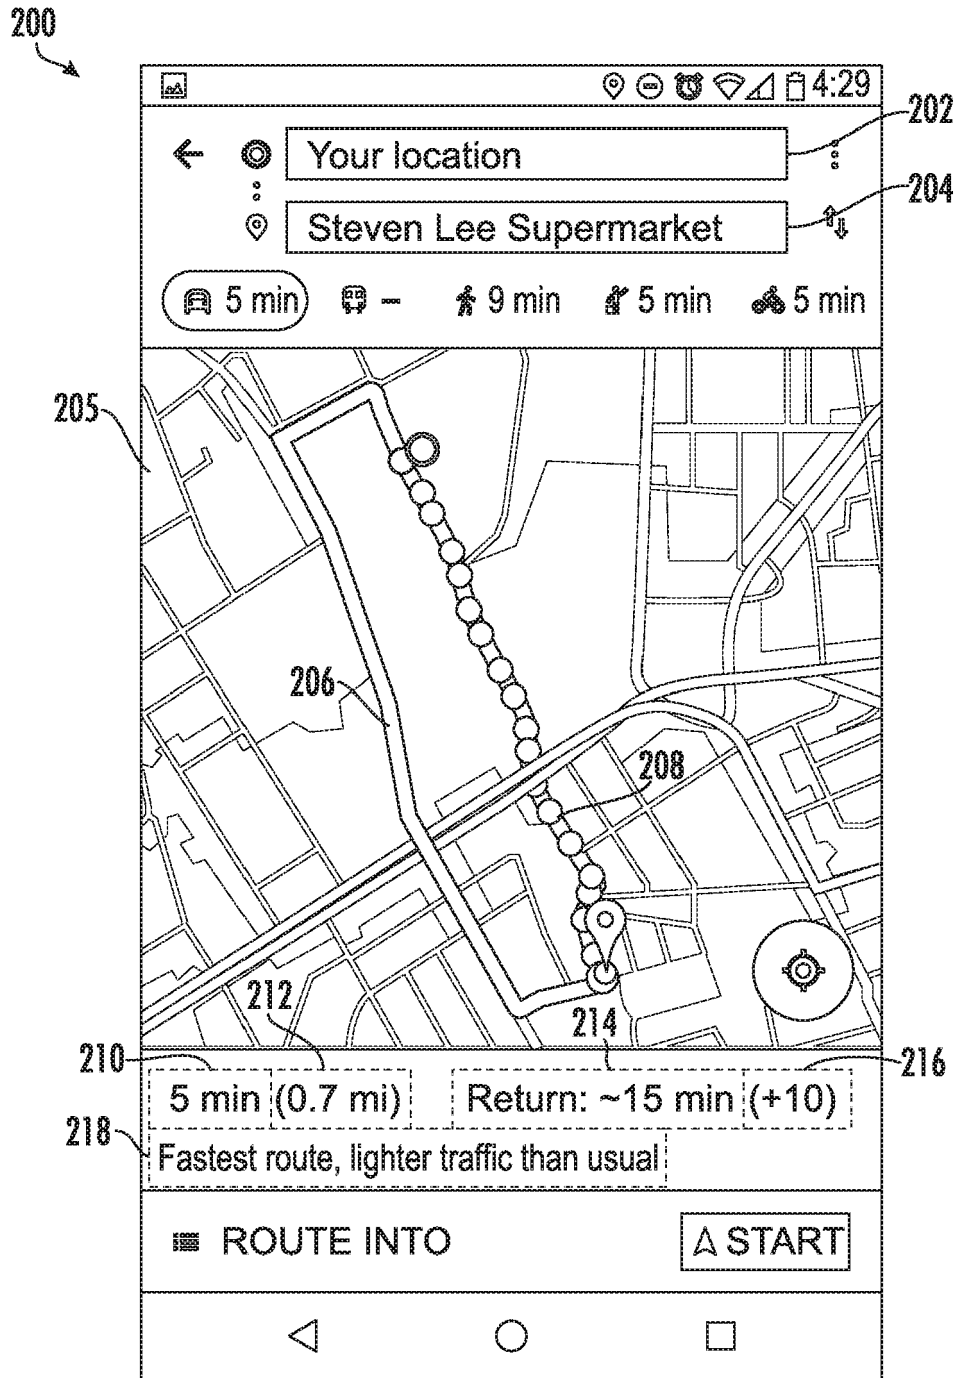 200
4:29
202
Your location
204
Steven Lee Supermarket
5 min – 9 min 5 min 5 min
205
206
208
212
214
210
216
5 min (0.7 mi) Return: ~15 min (+10)
218
Fastest route, lighter traffic than usual
ROUTE INTO START